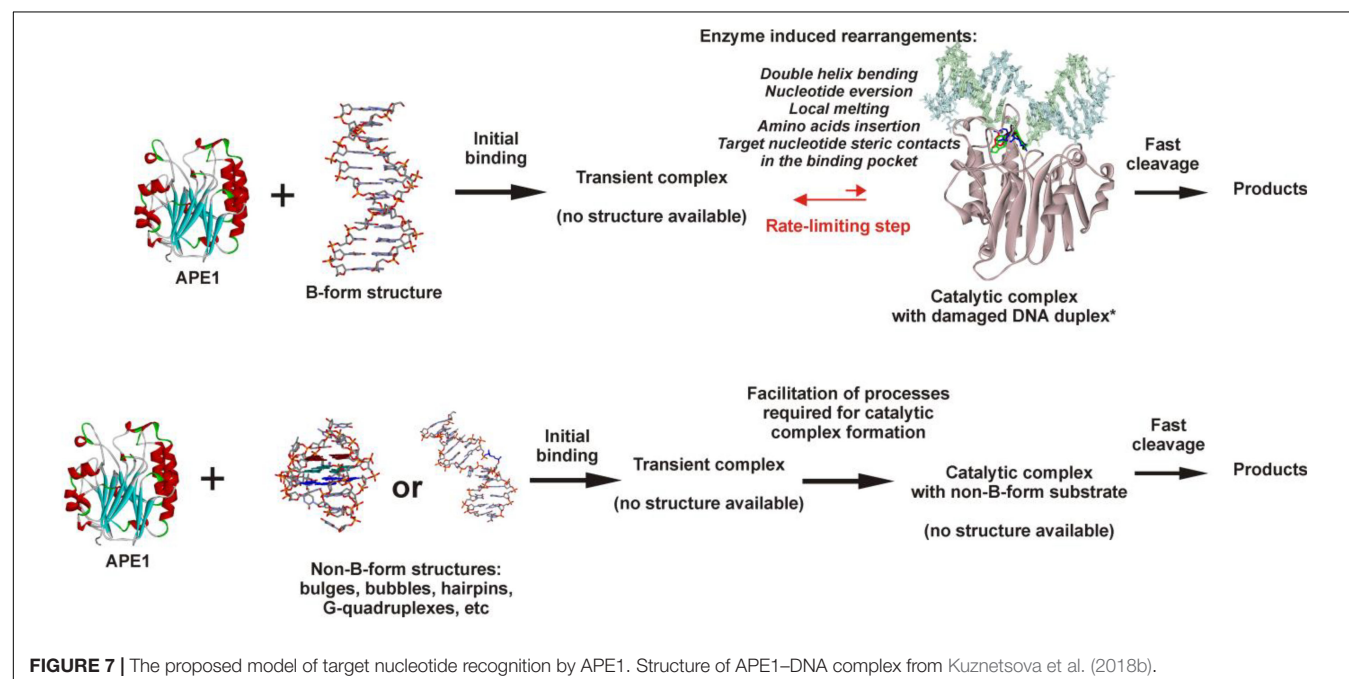 Enzyme induced rearrangements:
Double helix bending
Nucleotide eversion
Local melting
Amino acids insertion
Target nucleotide steric contacts
in the binding pocket
Initial
binding
Fast
cleavage
+
Transient complex
(no structure available)
Products
Rate-limiting step
APE1
B-form structure
Catalytic complex
with damaged DNA duplex*
Facilitation of processes
required for catalytic
complex formation
Initial
binding
Fast
cleavage
+
or
Transient complex
(no structure available)
Catalytic complex
with non-B-form substrate
(no structure available)
Products
APE1
Non-B-form structures:
bulges, bubbles, hairpins,
G-quadruplexes, etc
FIGURE 7 | The proposed model of target nucleotide recognition by APE1. Structure of APE1–DNA complex from Kuznetsova et al. (2018b).